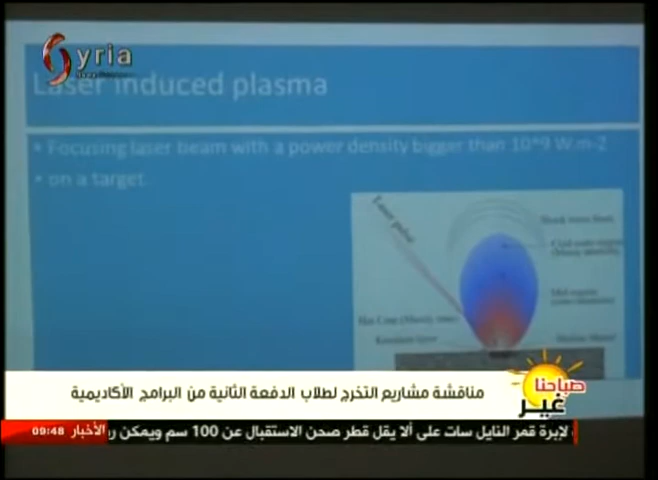 Syria
Laser induced plasma
• Focusing laser beam with a power density bigger than 10^9 W.m-2
• on a target.
Laser pulse
صباحنا
غير
مناقشة مشاريع التخرج لطلاب الدفعة الثانية من البرامج الأكاديمية
الأخبار 09:48
لإبرة قمر النايل سات على ألا يقل قطر صحن الاستقبال عن 100 سم ويمكن